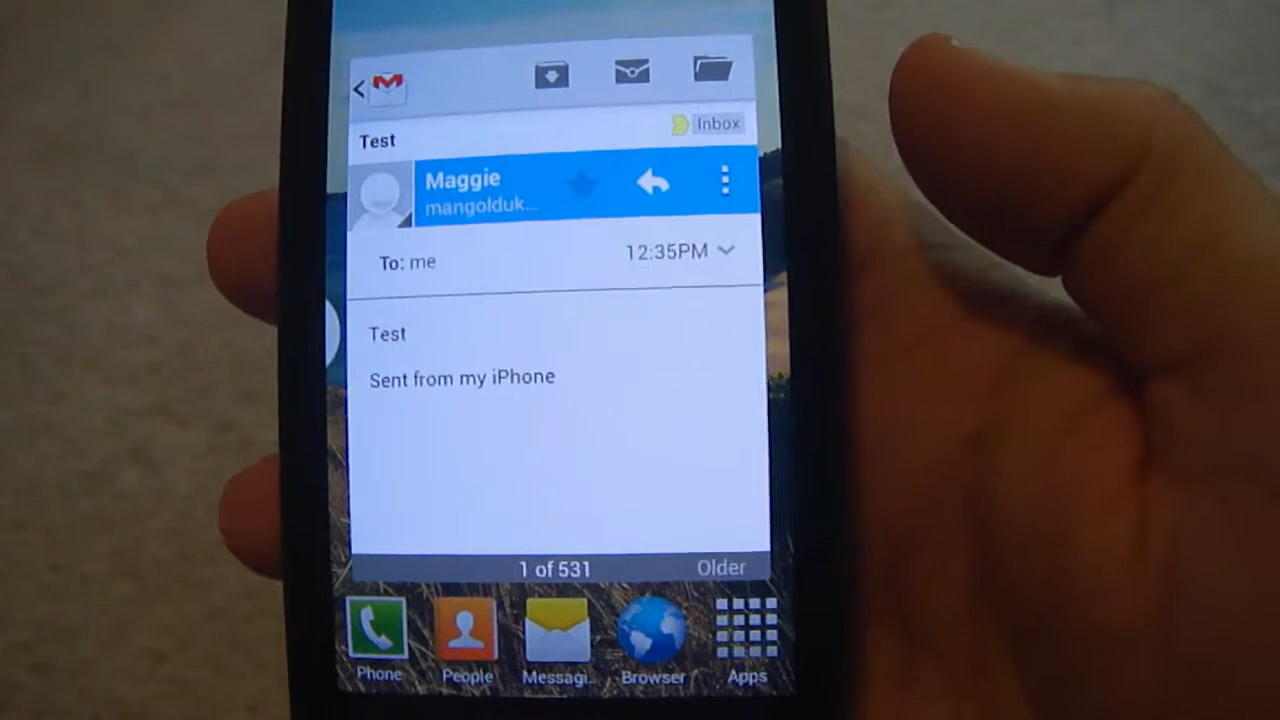 Inbox
Test
Maggie
mangolduk...
To: me
12:35PM
Test
Sent from my iPhone
1 of 531
Older
Phone
People
Messagi..
Browser
Apps